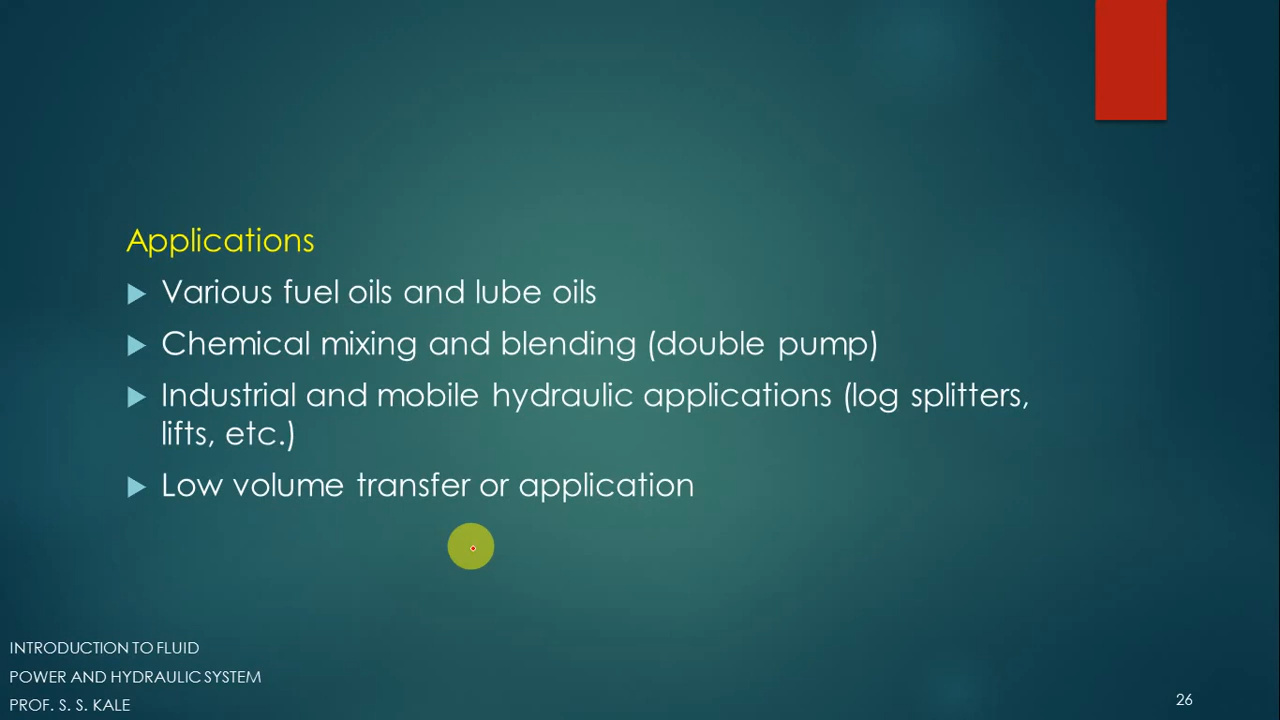 Applications
Various fuel oils and lube oils
Chemical mixing and blending (double pump)
Industrial and mobile hydraulic applications (log splitters,
lifts, etc.)
Low volume transfer or application
INTRODUCTION TO FLUID
POWER AND HYDRAULIC SYSTEM
PROF. S. S. KALE
26